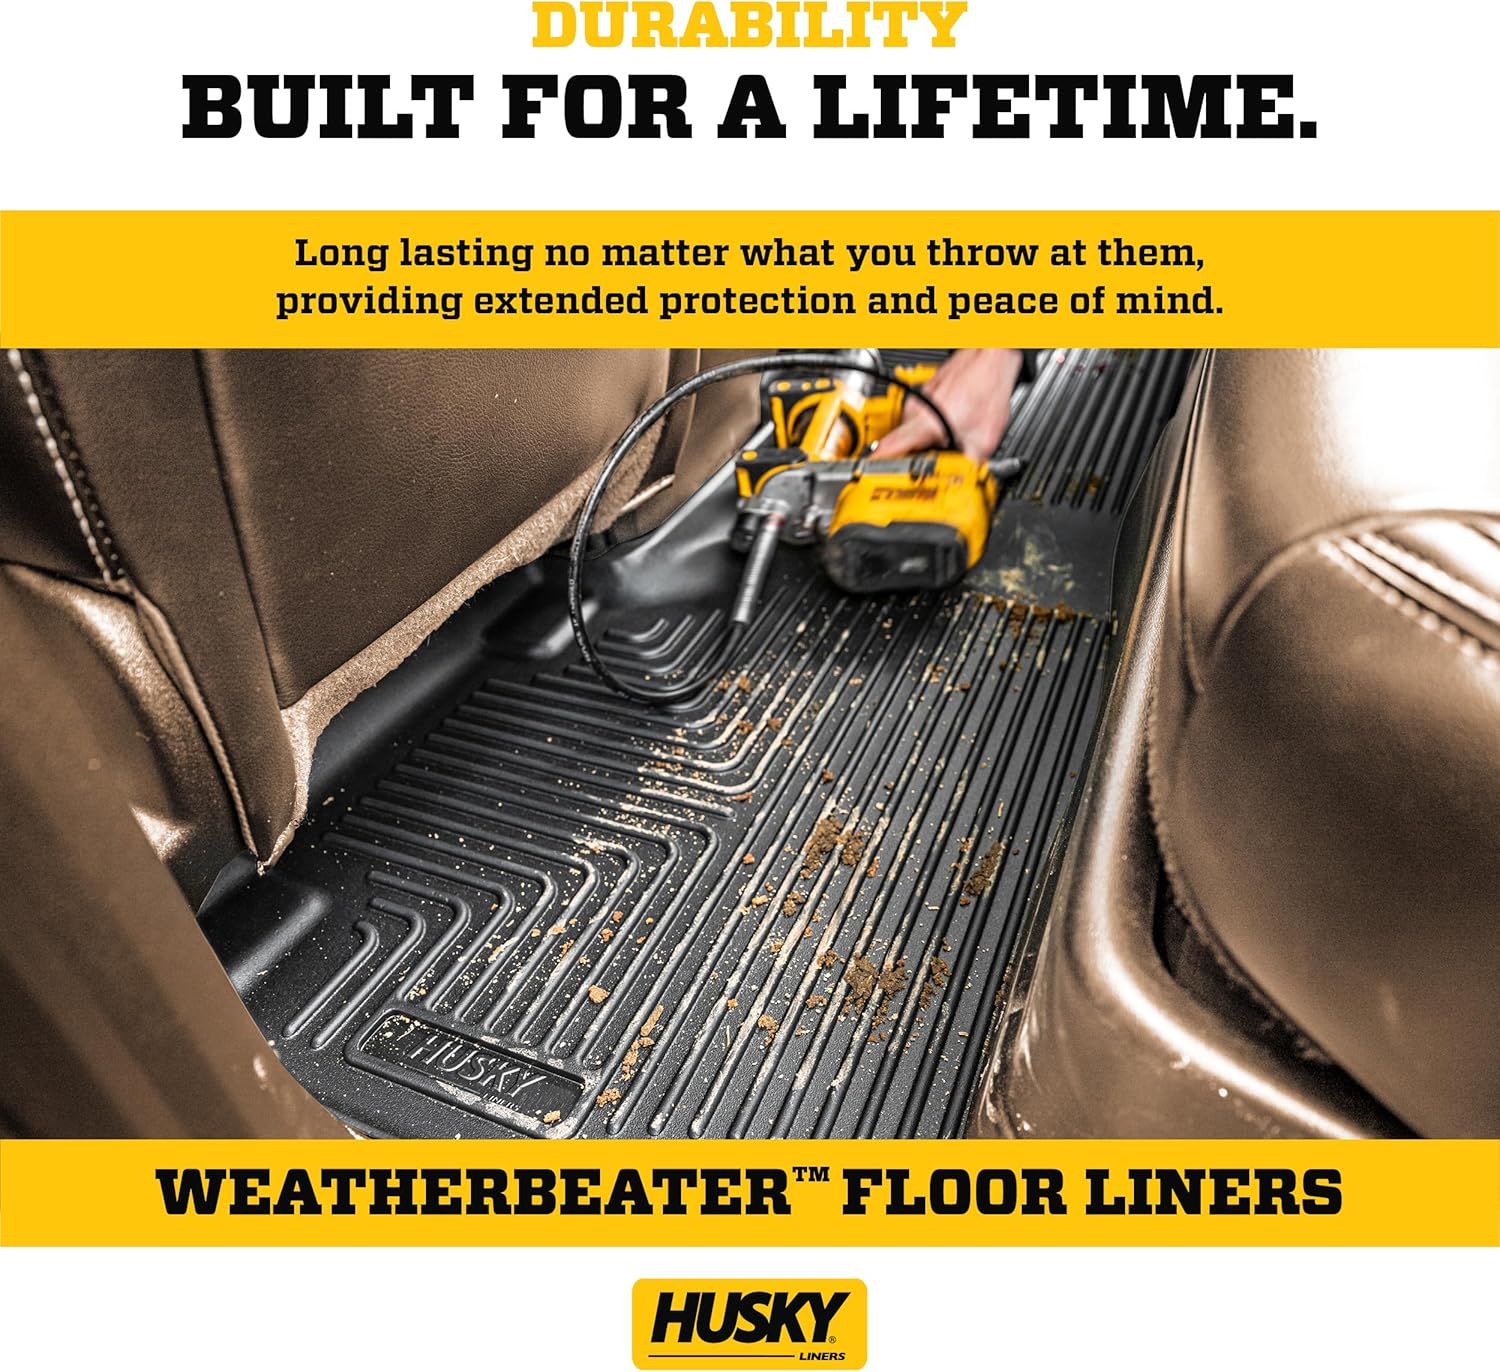 DURABILITY
BUILT FOR A LIFETIME.
Long lasting no matter what you throw at them,
providing extended protection and peace of mind.
HUSKY
LINERS
WEATHERBEATER™ FLOOR LINERS
HUSKY®
LINERS